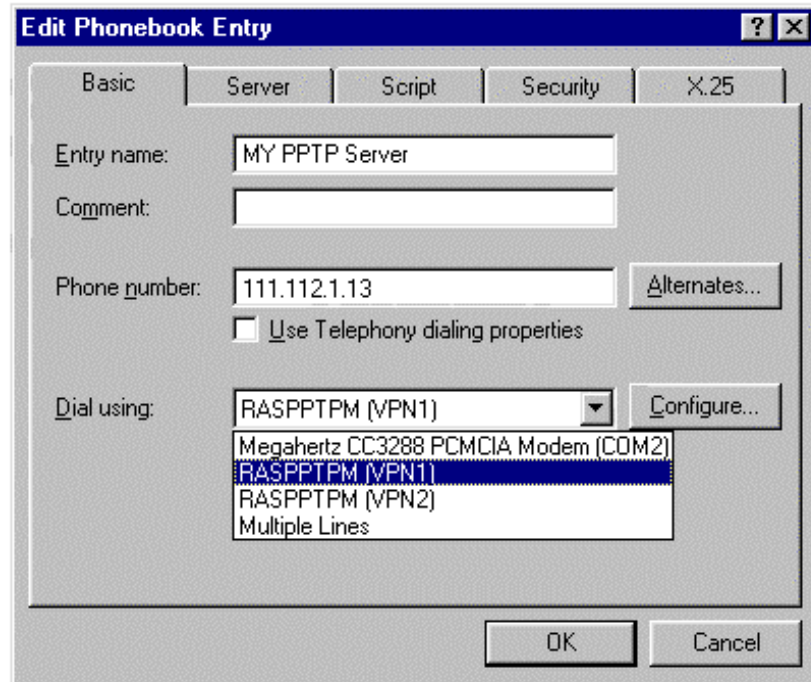 Edit Phonebook Entry
Basic Server Script Security X.25
Entry name: MY PPTP Server
Comment:
Phone number: 111.112.1.13 Alternates...
Use Telephony dialing properties
Dial using: RASPPTPM (VPN1) Configure...
Megahertz CC3288 PCMCIA Modem (COM2)
RASPPTPM (VPN1)
RASPPTPM (VPN2)
Multiple Lines
OK Cancel